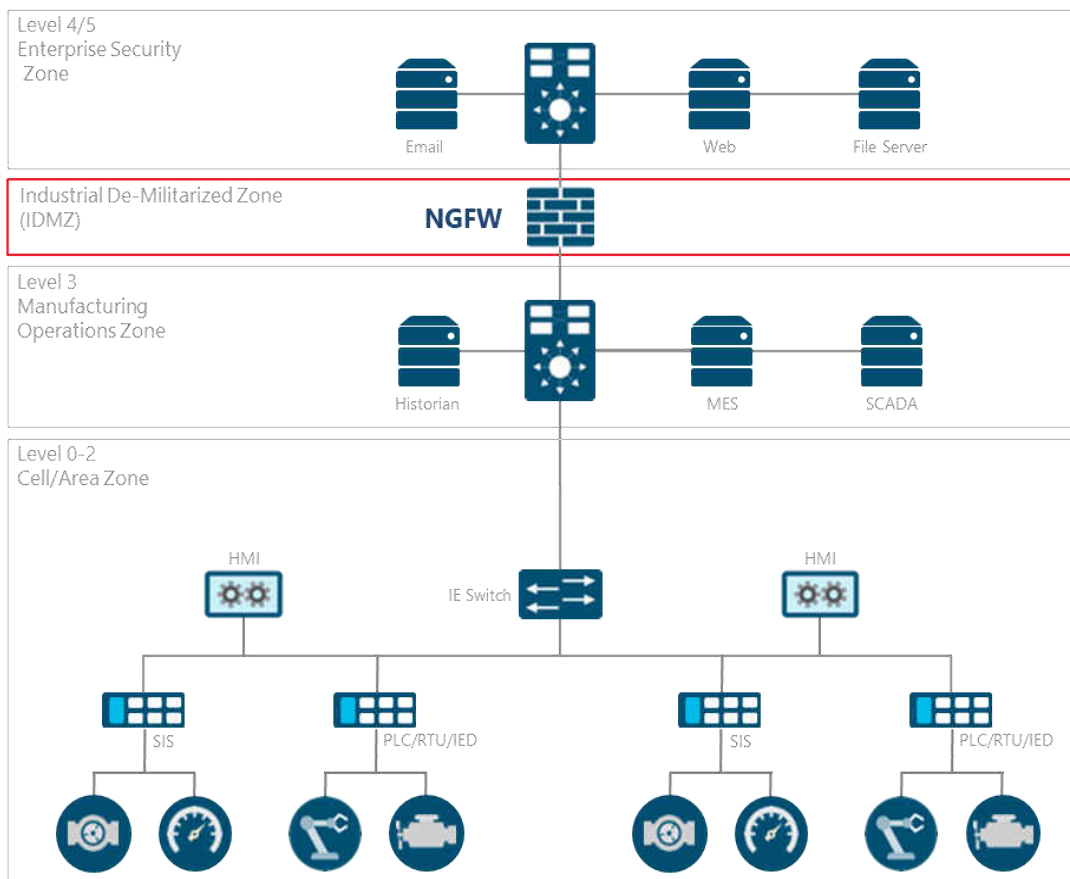 Level 4/5
Enterprise Security
Zone
Email
Web
File Server
Industrial De-Militarized Zone
(IDMZ)
NGFW
Level 3
Manufacturing
Operations Zone
Historian
MES
SCADA
Level 0-2
Cell/Area Zone
HMI
HMI
IE Switch
SIS
PLC/RTU/IED
SIS
PLC/RTU/IED